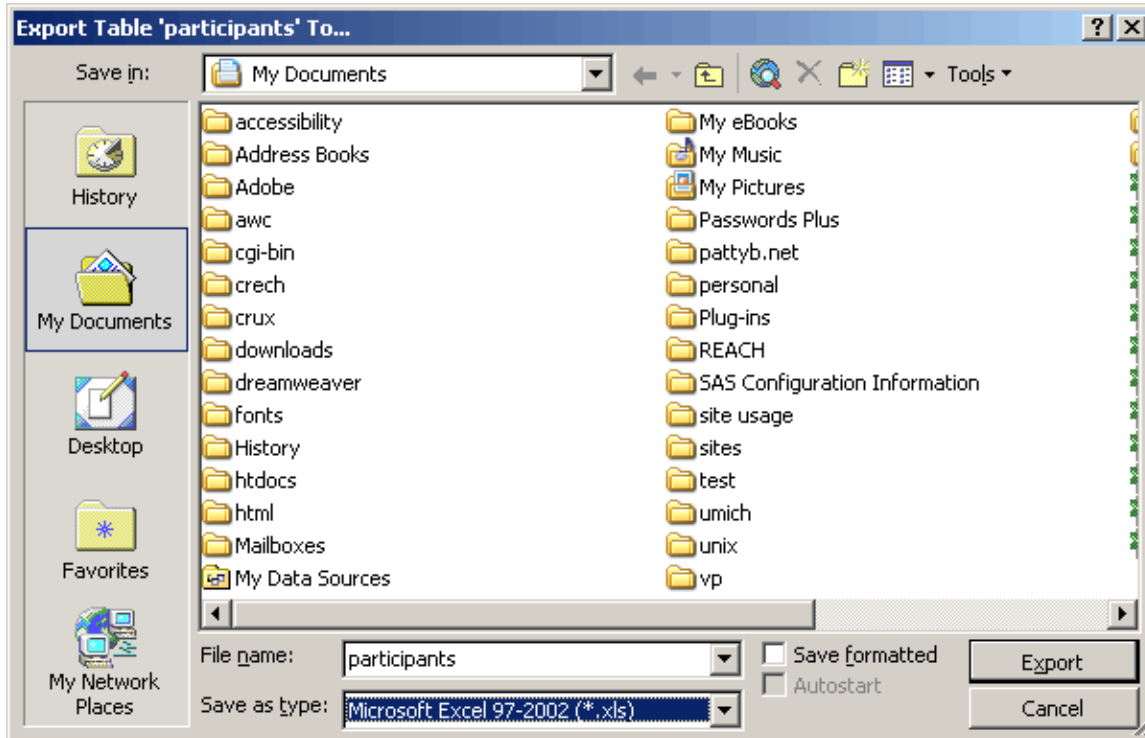 Export Table 'participants' To...
Save in:
My Documents
Tools
History
My Documents
Desktop
Favorites
My Network
Places
accessibility
Address Books
Adobe
awc
cgi-bin
crech
crux
downloads
dreamweaver
fonts
History
htdocs
html
Mailboxes
My Data Sources
My eBooks
My Music
My Pictures
Passwords Plus
pattyb.net
personal
Plug-ins
REACH
SAS Configuration Information
site usage
sites
test
umich
unix
vp
File name:
participants
Save as type:
Microsoft Excel 97-2002 (*.xls)
Save formatted
Autostart
Export
Cancel